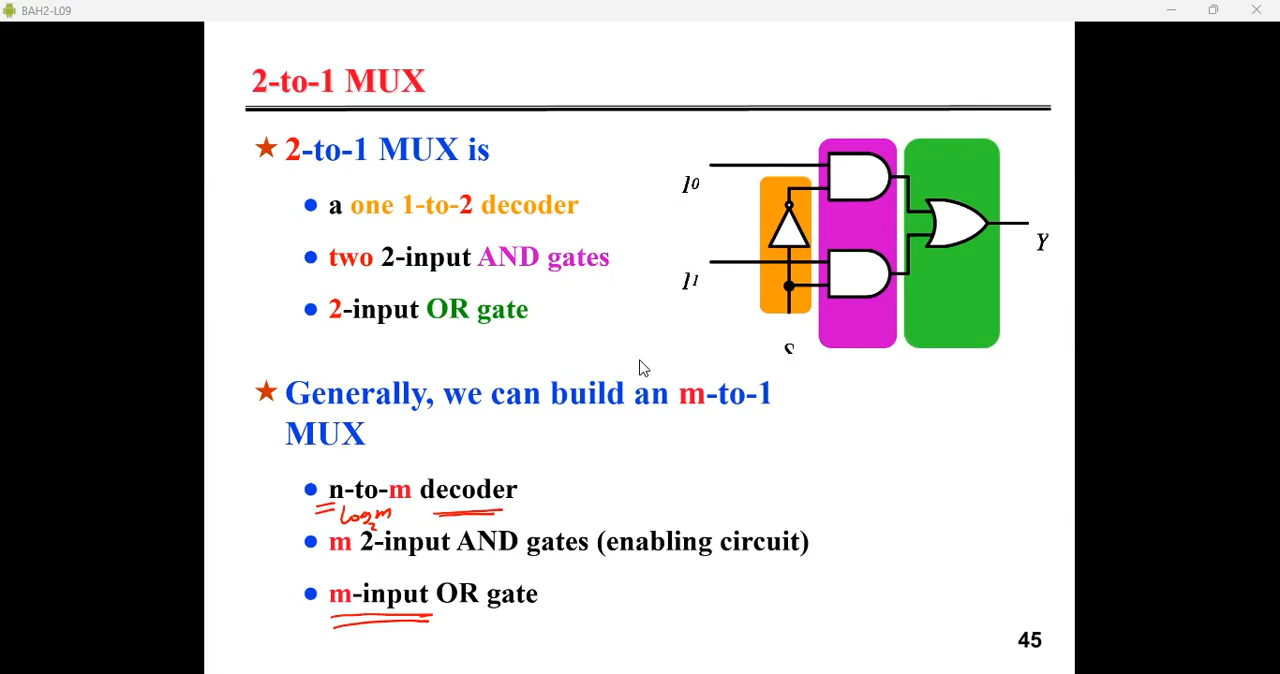 BAH2-L09
2-to-1 MUX
2-to-1 MUX is
a one 1-to-2 decoder
two 2-input AND gates
2-input OR gate
I0
I1
S
Y
Generally, we can build an m-to-1
MUX
n-to-m decoder
= log2m
m 2-input AND gates (enabling circuit)
m-input OR gate
45